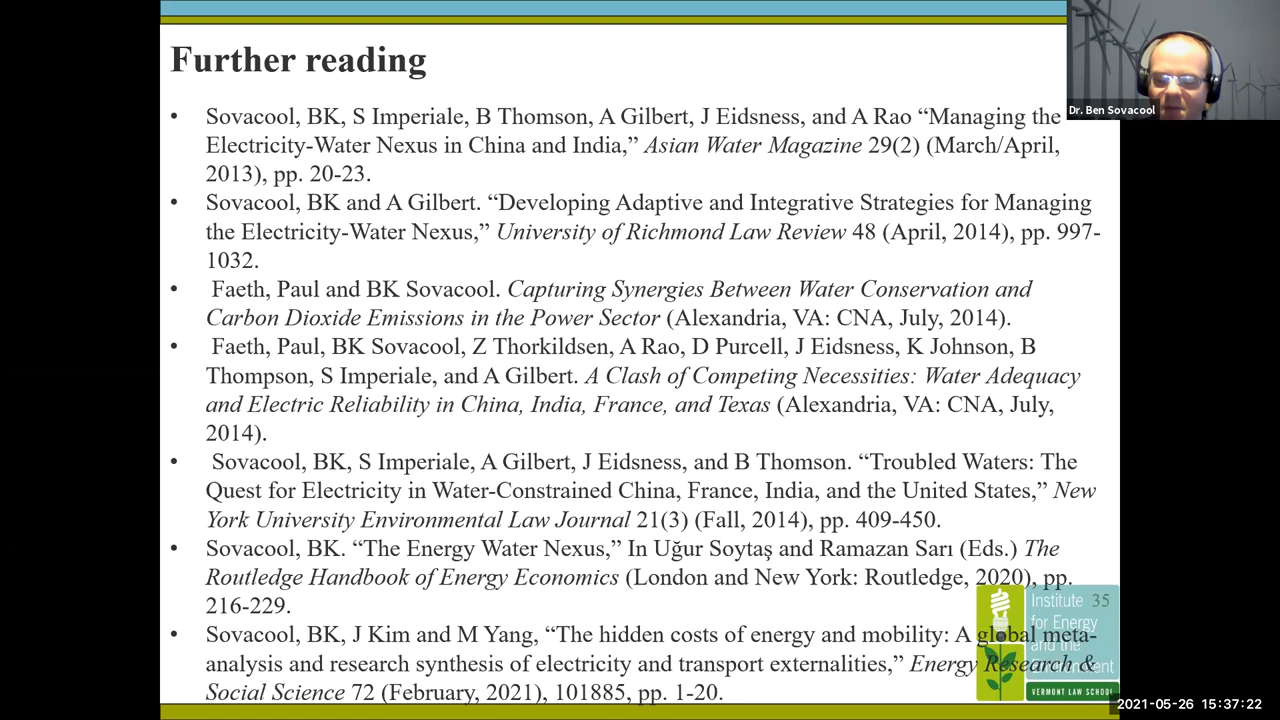 Further reading
Dr. Ben Sovacool
• Sovacool, BK, S Imperiale, B Thomson, A Gilbert, J Eidsness, and A Rao “Managing the
Electricity-Water Nexus in China and India,” Asian Water Magazine 29(2) (March/April,
2013), pp. 20-23.
• Sovacool, BK and A Gilbert. “Developing Adaptive and Integrative Strategies for Managing
the Electricity-Water Nexus,” University of Richmond Law Review 48 (April, 2014), pp. 997-
1032.
• Faeth, Paul and BK Sovacool. Capturing Synergies Between Water Conservation and
Carbon Dioxide Emissions in the Power Sector (Alexandria, VA: CNA, July, 2014).
• Faeth, Paul, BK Sovacool, Z Thorkildsen, A Rao, D Purcell, J Eidsness, K Johnson, B
Thompson, S Imperiale, and A Gilbert. A Clash of Competing Necessities: Water Adequacy
and Electric Reliability in China, India, France, and Texas (Alexandria, VA: CNA, July,
2014).
• Sovacool, BK, S Imperiale, A Gilbert, J Eidsness, and B Thomson. “Troubled Waters: The
Quest for Electricity in Water-Constrained China, France, India, and the United States,” New
York University Environmental Law Journal 21(3) (Fall, 2014), pp. 409-450.
• Sovacool, BK. “The Energy Water Nexus,” In Uğur Soytaş and Ramazan Sarı (Eds.) The
Routledge Handbook of Energy Economics (London and New York: Routledge, 2020), pp.
216-229.
• Sovacool, BK, J Kim and M Yang, “The hidden costs of energy and mobility: A global meta-
analysis and research synthesis of electricity and transport externalities,” Energy Research &
Social Science 72 (February, 2021), 101885, pp. 1-20.
Institute
for Energy
and the
Environment
VERMONT LAW SCHOOL
35
2021-05-26 15:37:22